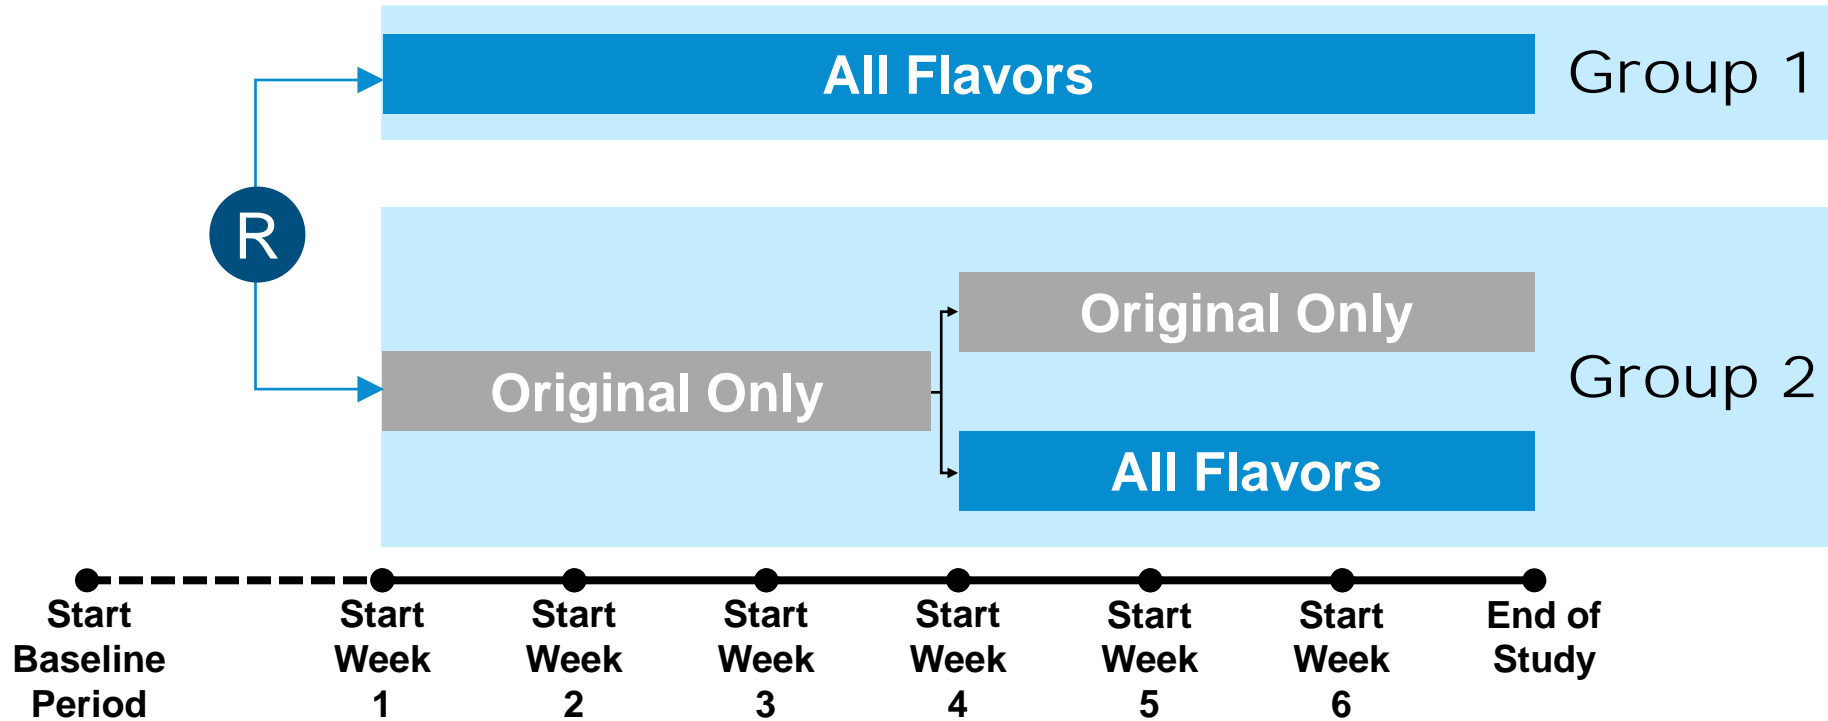 All Flavors
Group 1
R
Original Only
Original Only
Group 2
All Flavors
Start
Baseline
Period
Start
Week
1
Start
Week
2
Start
Week
3
Start
Week
4
Start
Week
5
Start
Week
6
End of
Study